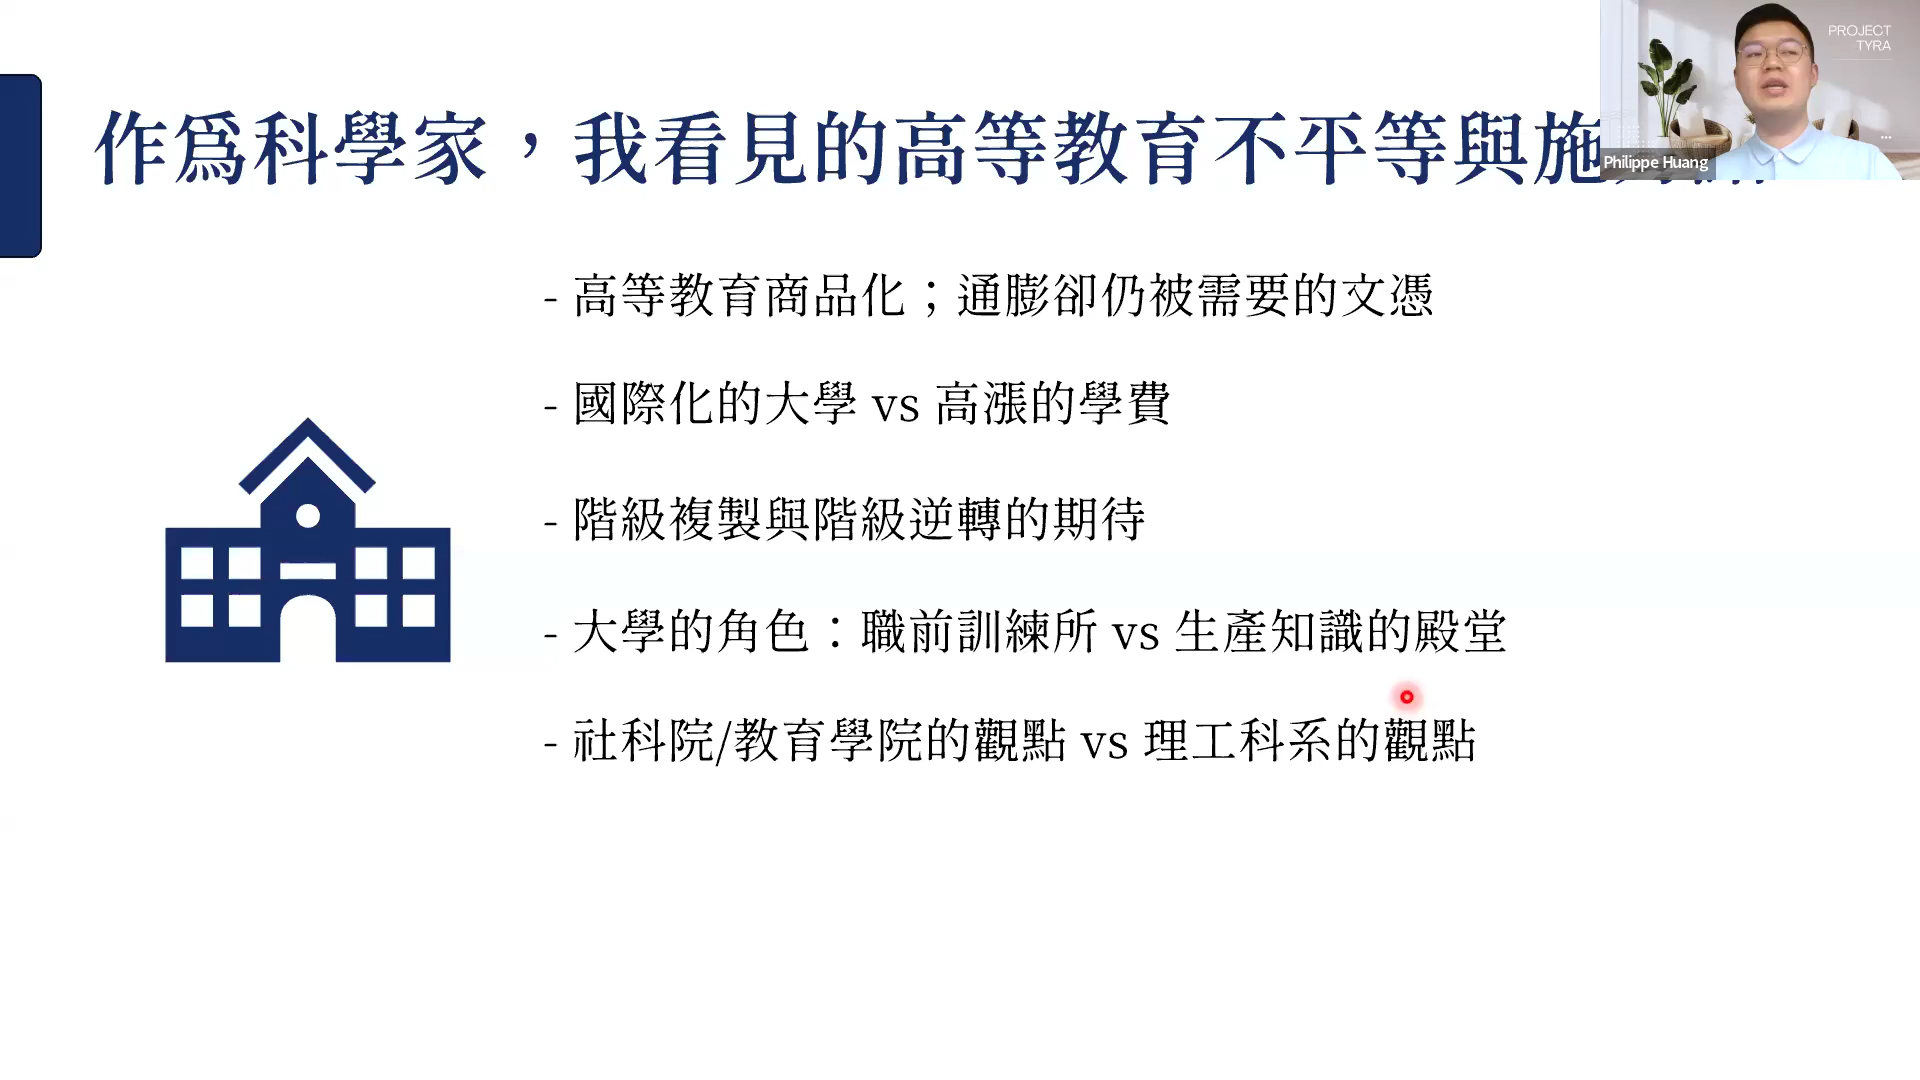 作爲科學家，我看見的高等教育不平等與施
PROJECT
TYRA
Philippe Huang
- 高等教育商品化；通膨卻仍被需要的文憑
- 國際化的大學 vs 高漲的學費
- 階級複製與階級逆轉的期待
- 大學的角色：職前訓練所 vs 生產知識的殿堂
- 社科院/教育學院的觀點 vs 理工科系的觀點